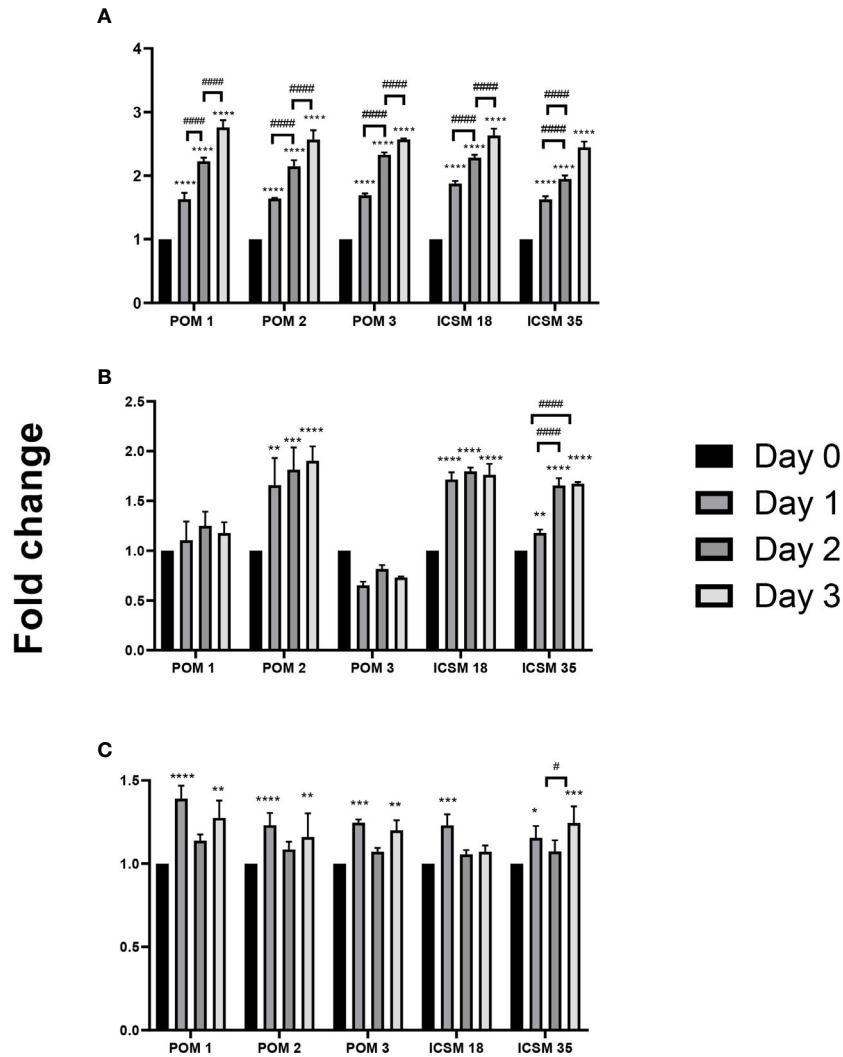 A
4
3
2
1
0
#### #### #### #### ####
#### #### #### #### ####
**** **** **** **** ****
**** **** **** **** ****
**** **** **** **** ****
POM 1 POM 2 POM 3 ICSM 18 ICSM 35
B
2.5
2.0
1.5
1.0
0.5
0.0
####
####
** *** **** **** **** **** ** **** ****
POM 1 POM 2 POM 3 ICSM 18 ICSM 35
Fold change
Day 0
Day 1
Day 2
Day 3
C
1.5
1.0
0.5
0.0
#
**** ** **** ** *** ** *** * ***
POM 1 POM 2 POM 3 ICSM 18 ICSM 35